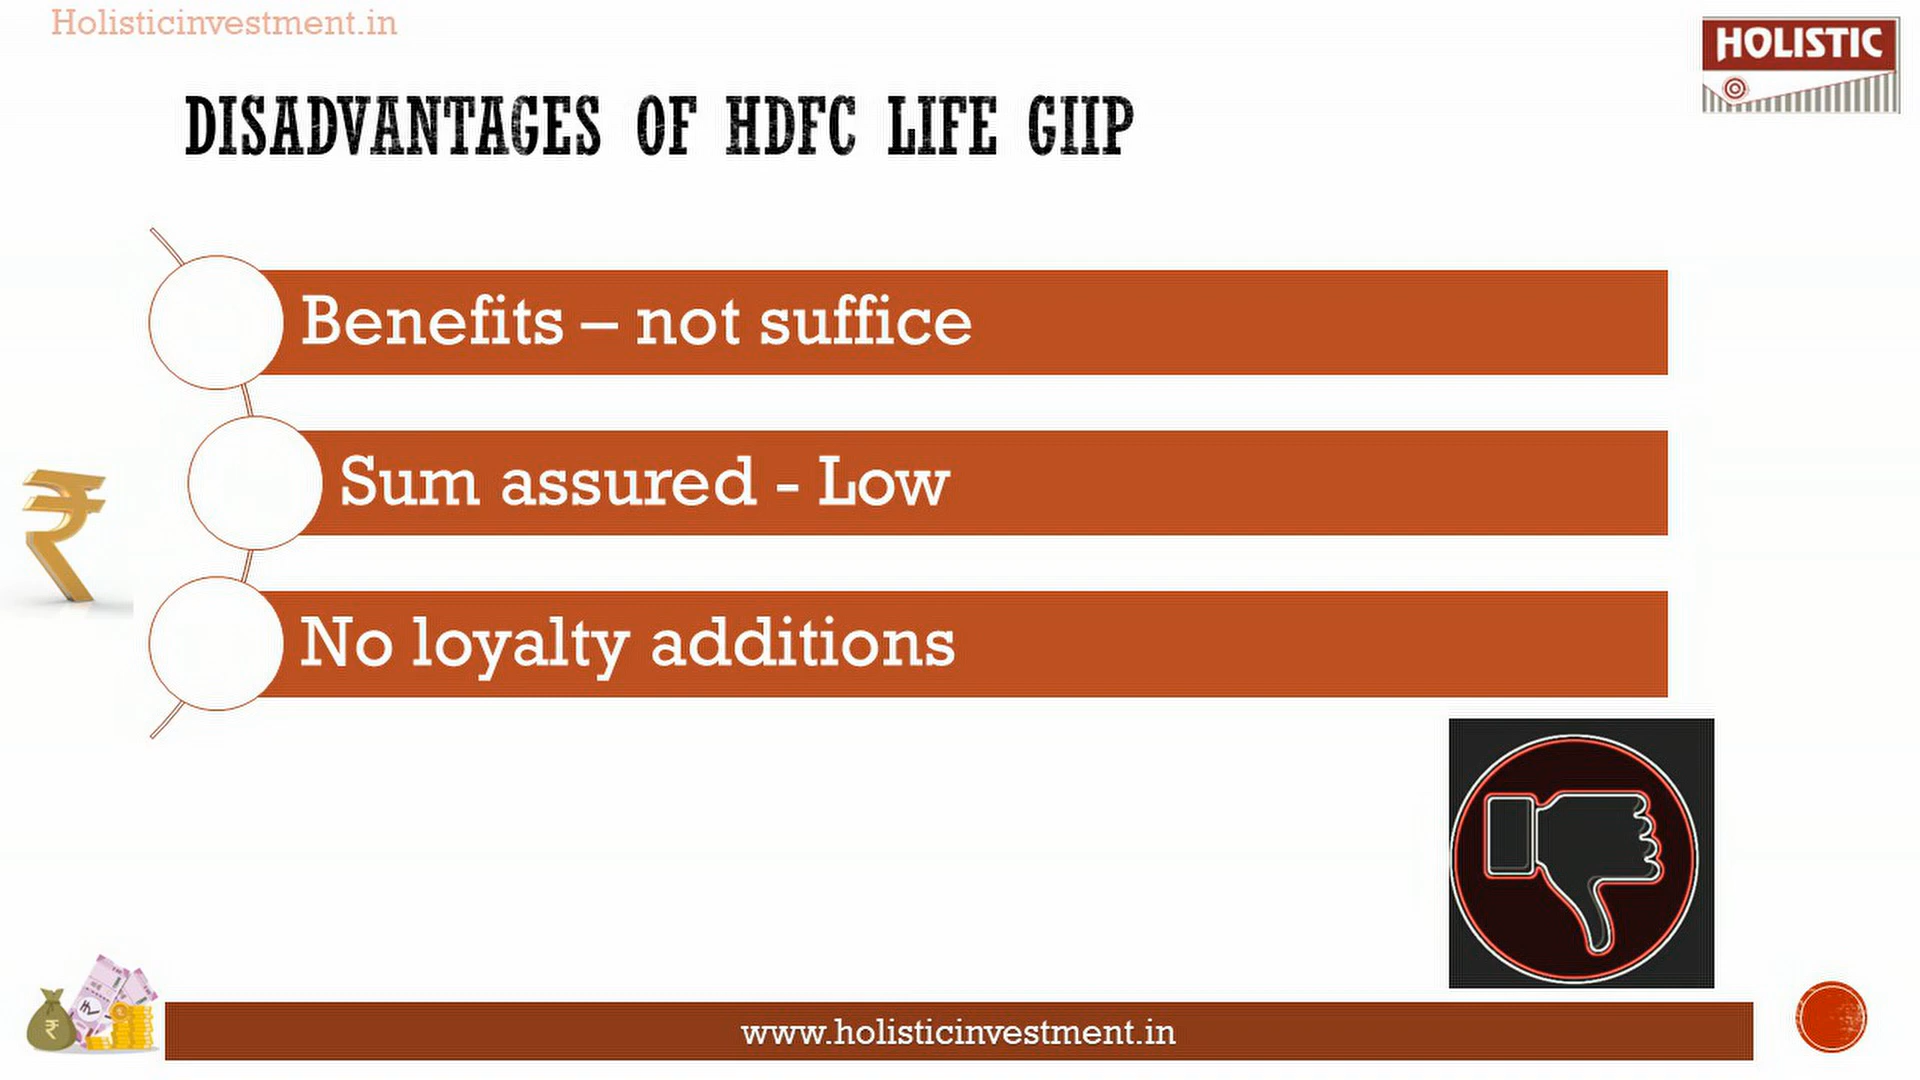 Holisticinvestment.in
HOLISTIC
DISADVANTAGES OF HDFC LIFE GIIP
Benefits – not suffice
Sum assured - Low
No loyalty additions
www.holisticinvestment.in